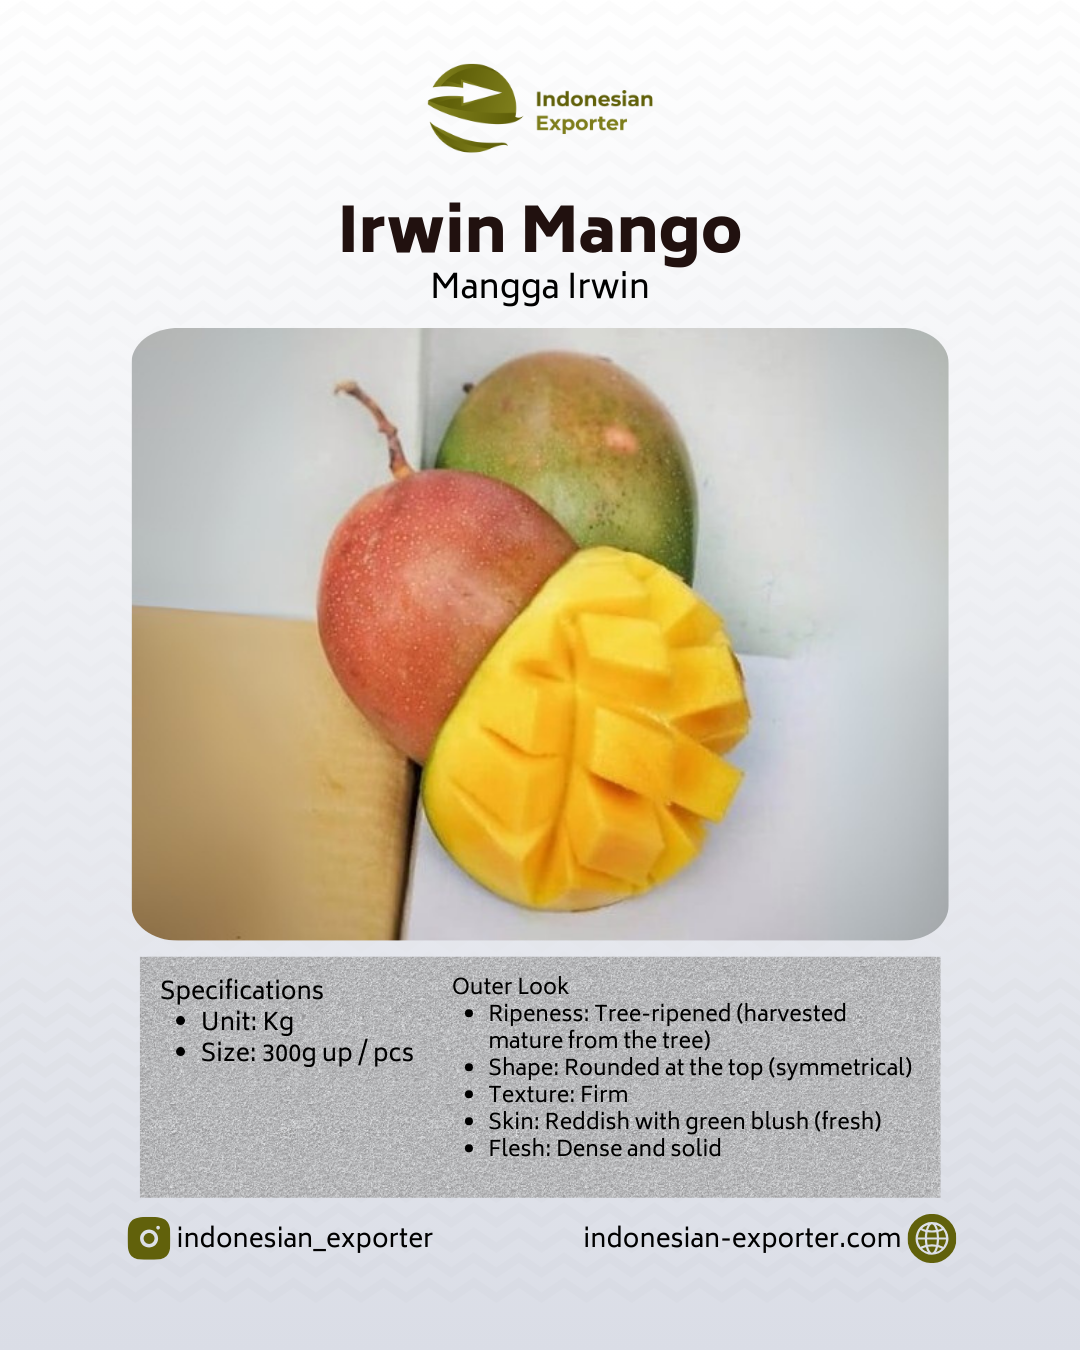 Indonesian
Exporter
Irwin Mango
Mangga Irwin
Specifications
• Unit: Kg
• Size: 300g up / pcs
Outer Look
• Ripeness: Tree-ripened (harvested
mature from the tree)
• Shape: Rounded at the top (symmetrical)
• Texture: Firm
• Skin: Reddish with green blush (fresh)
• Flesh: Dense and solid
indonesian_exporter
indonesian-exporter.com